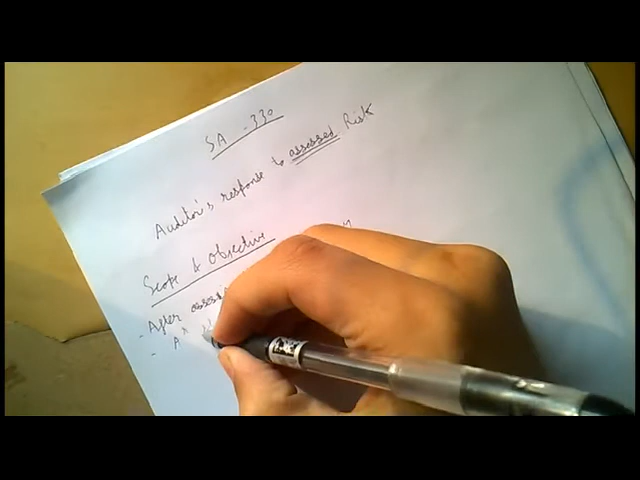 SA - 330
Auditor's response to assessed Risk
Scope & Objective
- After
-